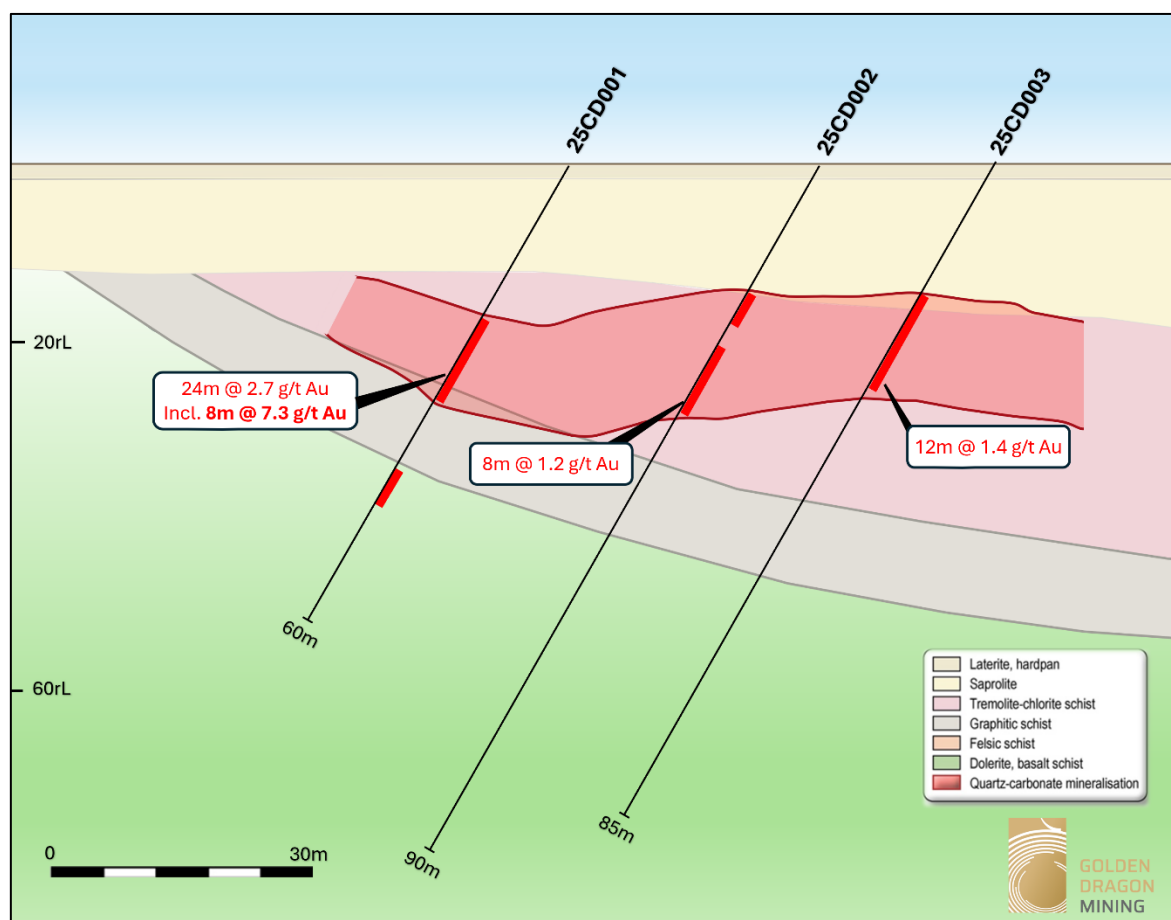 25CD001
25CD002
25CD003
20rL
24m @ 2.7 g/t Au
Incl. 8m @ 7.3 g/t Au
8m @ 1.2 g/t Au
12m @ 1.4 g/t Au
60m
60rL
90m
85m
Laterite, hardpan
Saprolite
Tremolite-chlorite schist
Graphitic schist
Felsic schist
Dolerite, basalt schist
Quartz-carbonate mineralisation
0
30m
GOLDEN
DRAGON
MINING